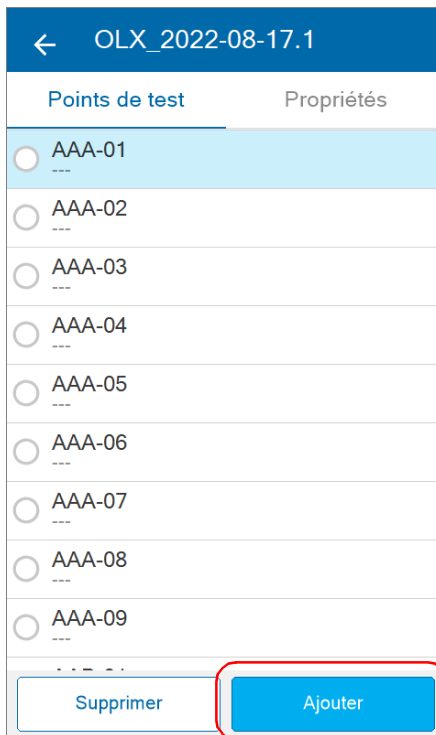 OLX_2022-08-17.1
Points de test Propriétés
AAA-01
---
AAA-02
---
AAA-03
---
AAA-04
---
AAA-05
---
AAA-06
---
AAA-07
---
AAA-08
---
AAA-09
---
Supprimer Ajouter